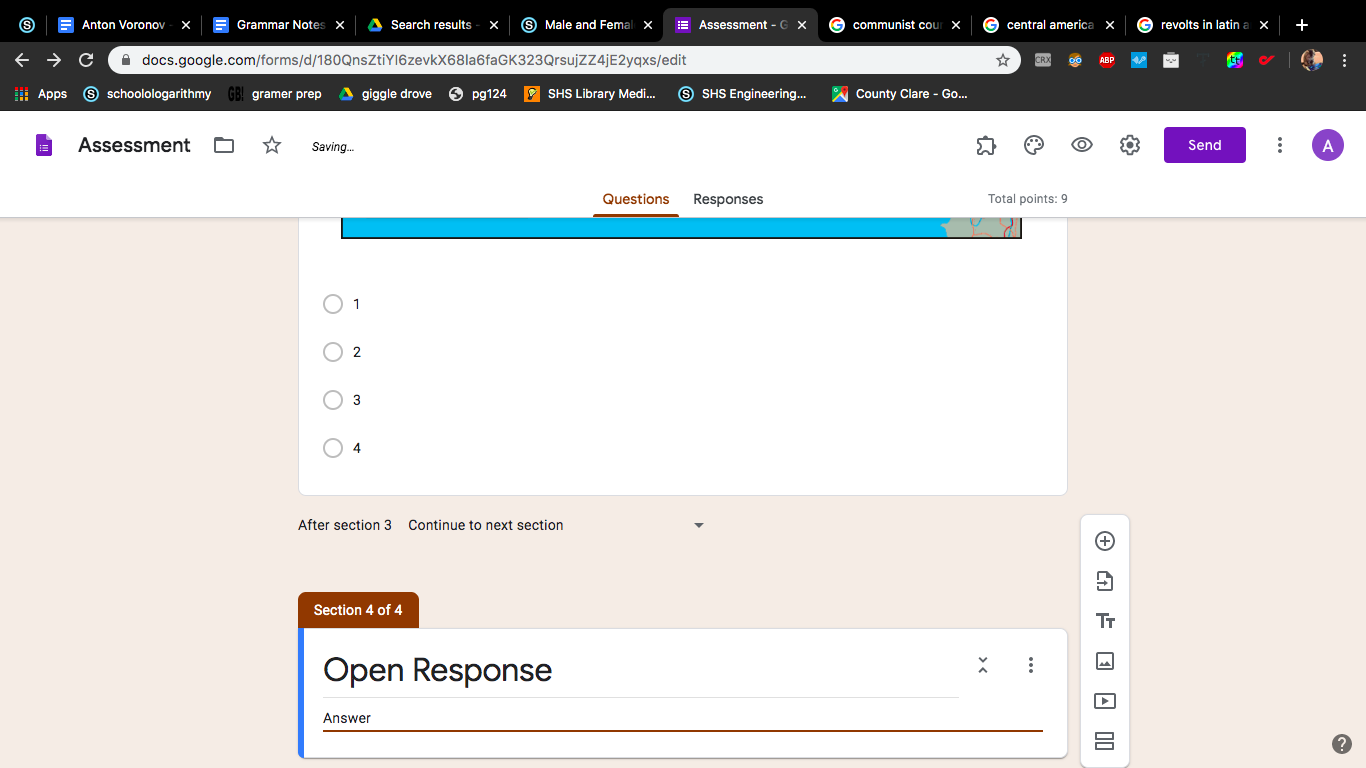 Anton Voronov -
Grammar Notes
Search results -
Male and Femal
Assessment - G
communist cou
central america
revolts in latin a
docs.google.com/forms/d/180QnsZtiYI6zevkX68la6faGK323QrsujZZ4jE2yqxs/edit
CRX
ABP
Apps
schoolologarithmy
GB!
gramer prep
giggle drove
pg124
SHS Library Medi...
SHS Engineering...
County Clare - Go...
Assessment
Saving...
Send
A
Questions
Responses
Total points: 9
1
2
3
4
After section 3
Continue to next section
Section 4 of 4
Open Response
Answer